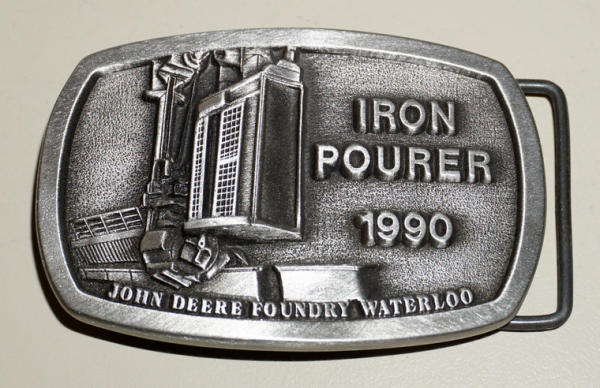 IRON
POURER
1990
JOHN DEERE FOUNDRY WATERLOO